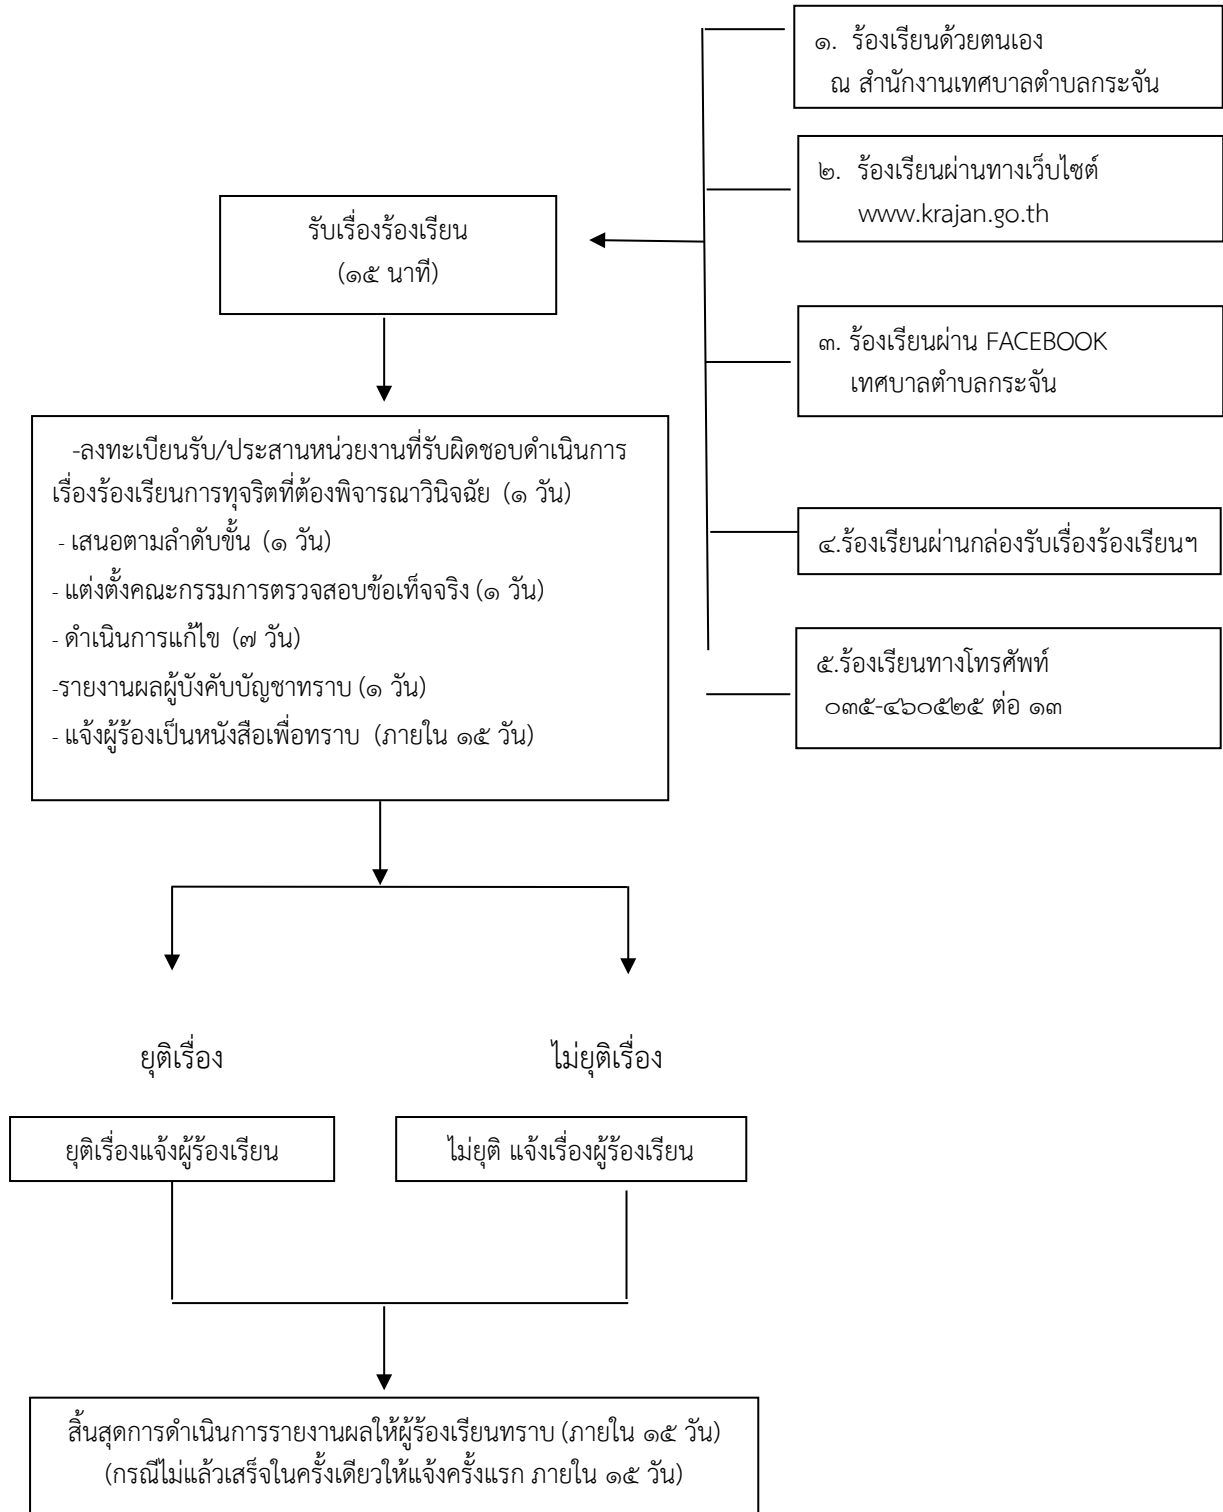 ๑. ร้องเรียนด้วยตนเอง
ณ สำนักงานเทศบาลตำบลกระจัน
๒. ร้องเรียนผ่านทางเว็บไซต์
www.krajan.go.th
รับเรื่องร้องเรียน
(๑๕ นาที)
๓. ร้องเรียนผ่าน FACEBOOK
เทศบาลตำบลกระจัน
-ลงทะเบียนรับ/ประสานหน่วยงานที่รับผิดชอบดำเนินการ
เรื่องร้องเรียนการทุจริตที่ต้องพิจารณาวินิจฉัย (๑ วัน)
- เสนอตามลำดับขั้น (๑ วัน)
- แต่งตั้งคณะกรรมการตรวจสอบข้อเท็จจริง (๑ วัน)
- ดำเนินการแก้ไข (๗ วัน)
-รายงานผลผู้บังคับบัญชาทราบ (๑ วัน)
- แจ้งผู้ร้องเป็นหนังสือเพื่อทราบ (ภายใน ๑๕ วัน)
๔.ร้องเรียนผ่านกล่องรับเรื่องร้องเรียนฯ
๕.ร้องเรียนทางโทรศัพท์
๐๓๕-๔๖๐๕๒๕ ต่อ ๑๓
ยุติเรื่อง
ไม่ยุติเรื่อง
ยุติเรื่องแจ้งผู้ร้องเรียน
ไม่ยุติ แจ้งเรื่องผู้ร้องเรียน
สิ้นสุดการดำเนินการรายงานผลให้ผู้ร้องเรียนทราบ (ภายใน ๑๕ วัน)
(กรณีไม่แล้วเสร็จในครั้งเดียวให้แจ้งครั้งแรก ภายใน ๑๕ วัน)